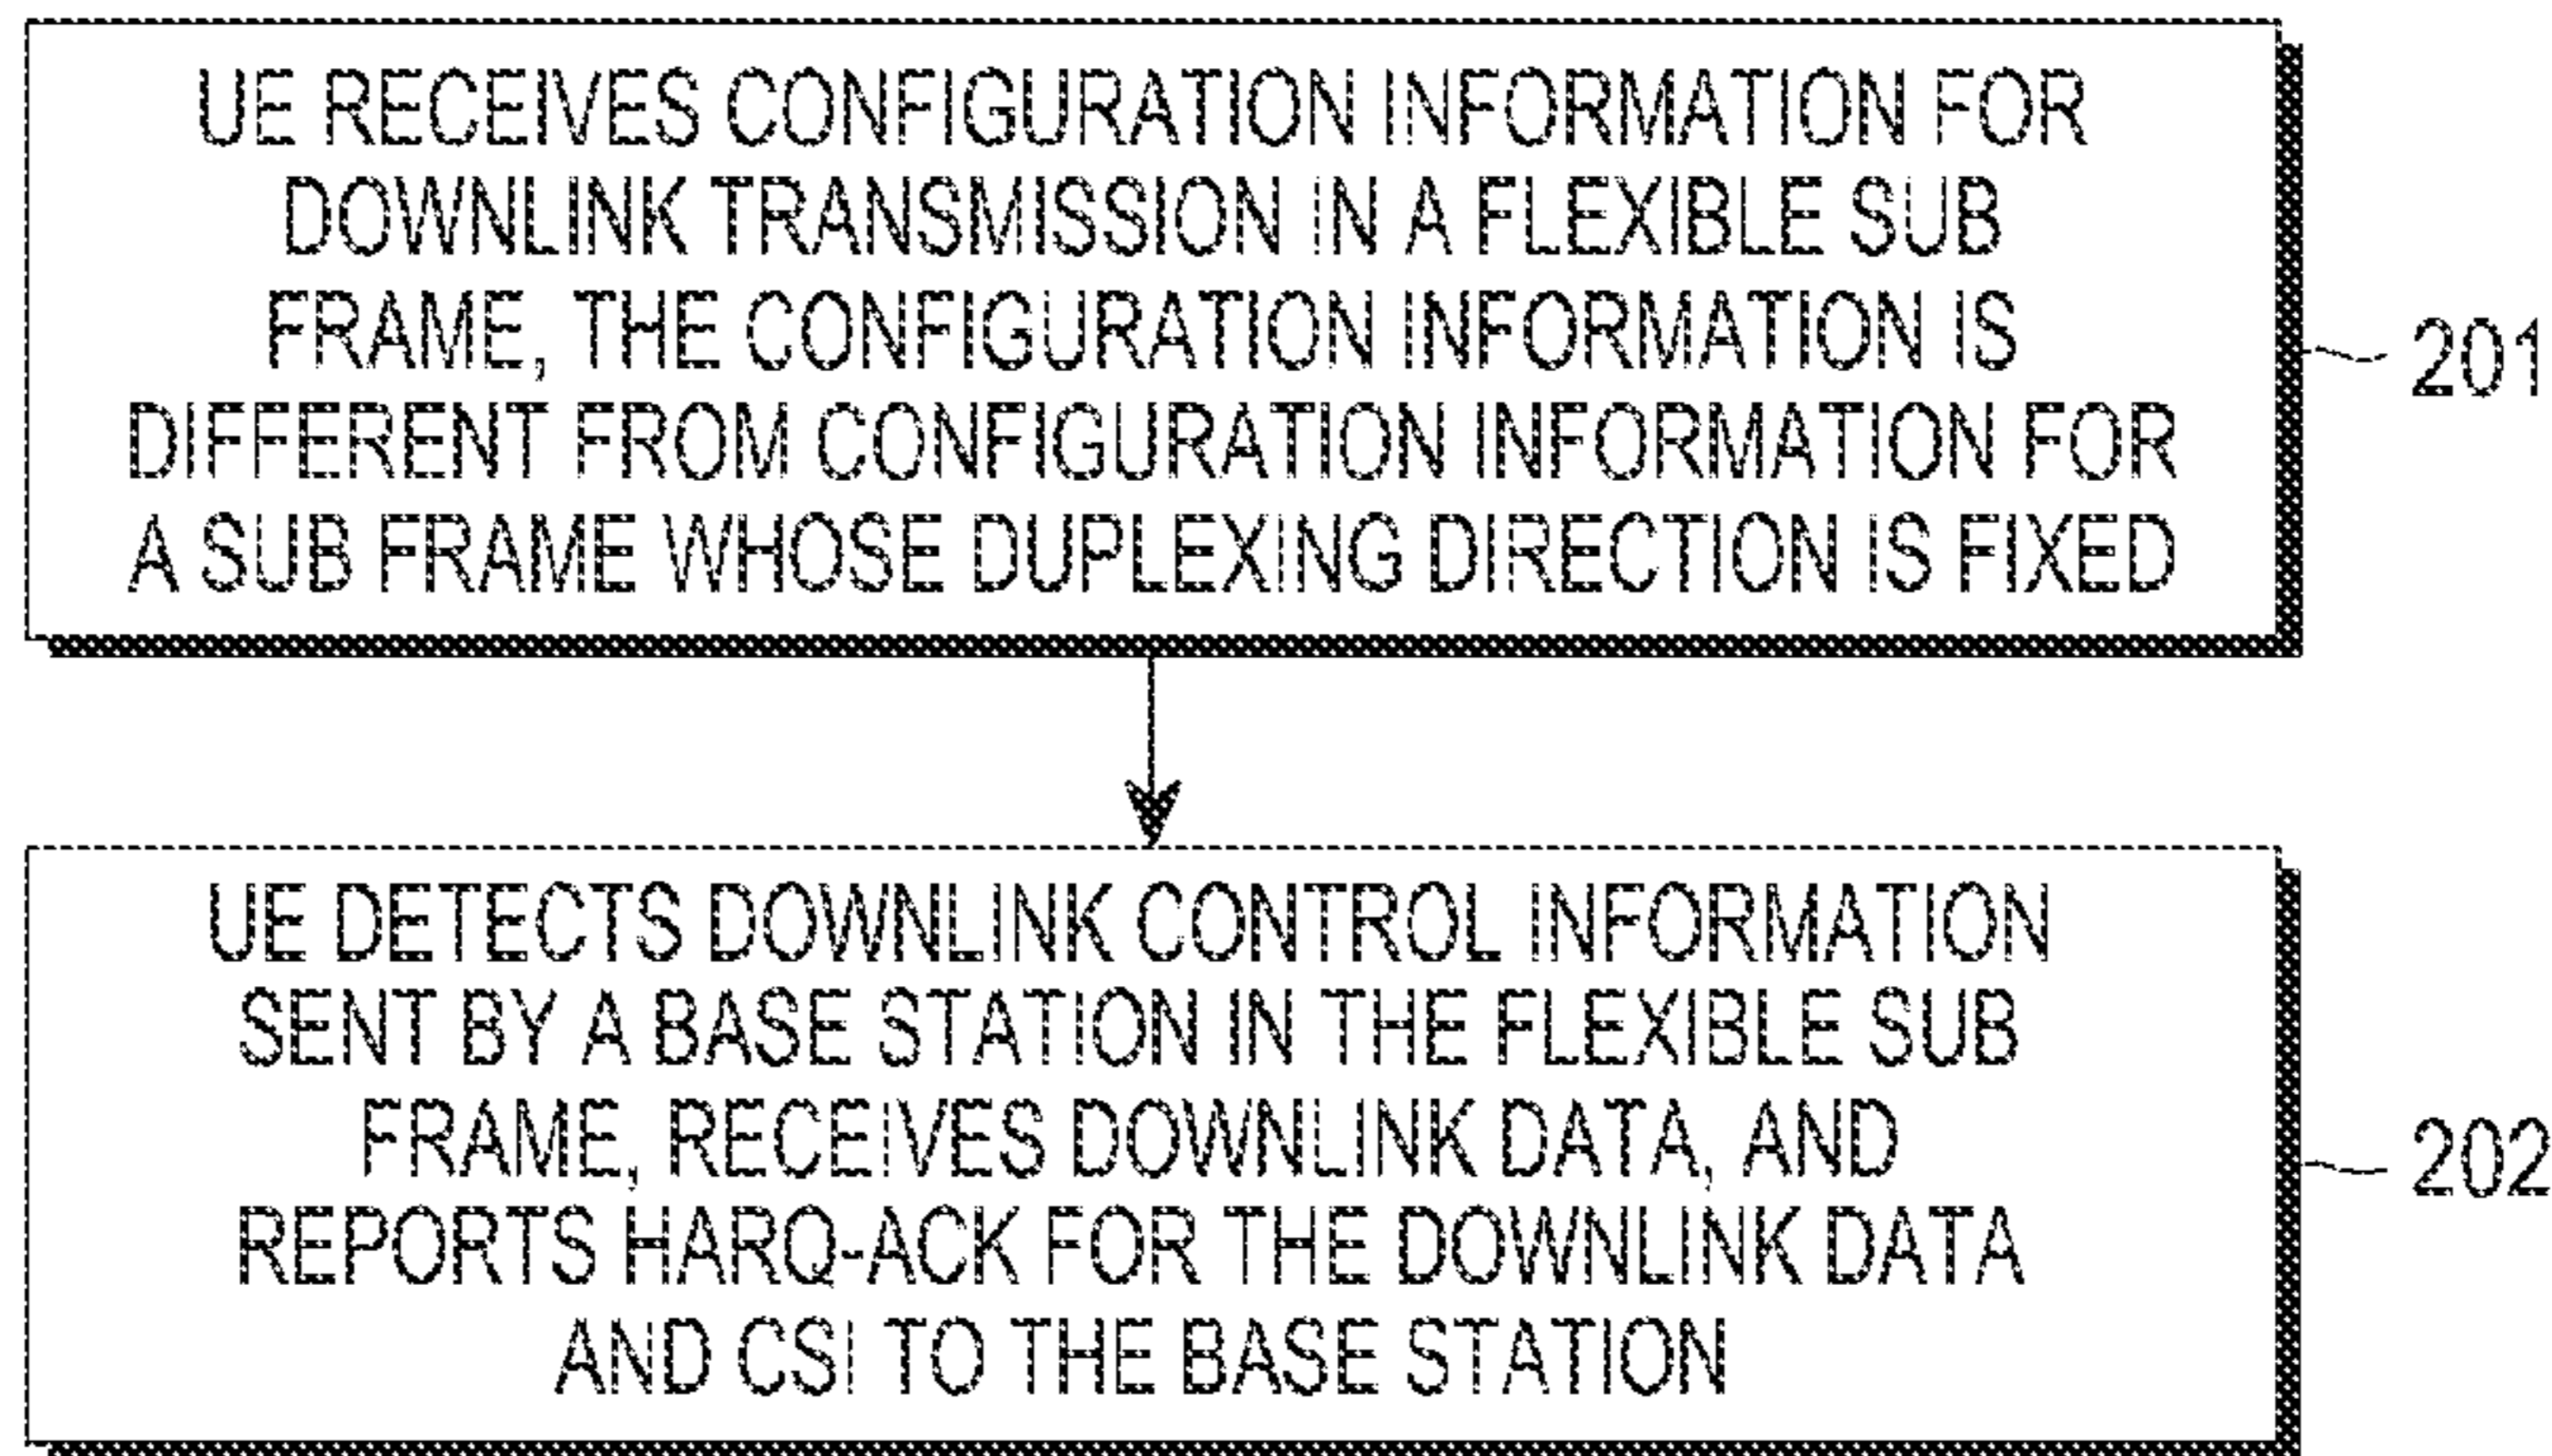 UE RECEIVES CONFIGURATION INFORMATION FOR
DOWNLINK TRANSMISSION IN A FLEXIBLE SUB
FRAME, THE CONFIGURATION INFORMATION IS
DIFFERENT FROM CONFIGURATION INFORMATION FOR
A SUB FRAME WHOSE DUPLEXING DIRECTION IS FIXED
201
UE DETECTS DOWNLINK CONTROL INFORMATION
SENT BY A BASE STATION IN THE FLEXIBLE SUB
FRAME, RECEIVES DOWNLINK DATA, AND
REPORTS HARQ-ACK FOR THE DOWNLINK DATA
AND CSI TO THE BASE STATION
202